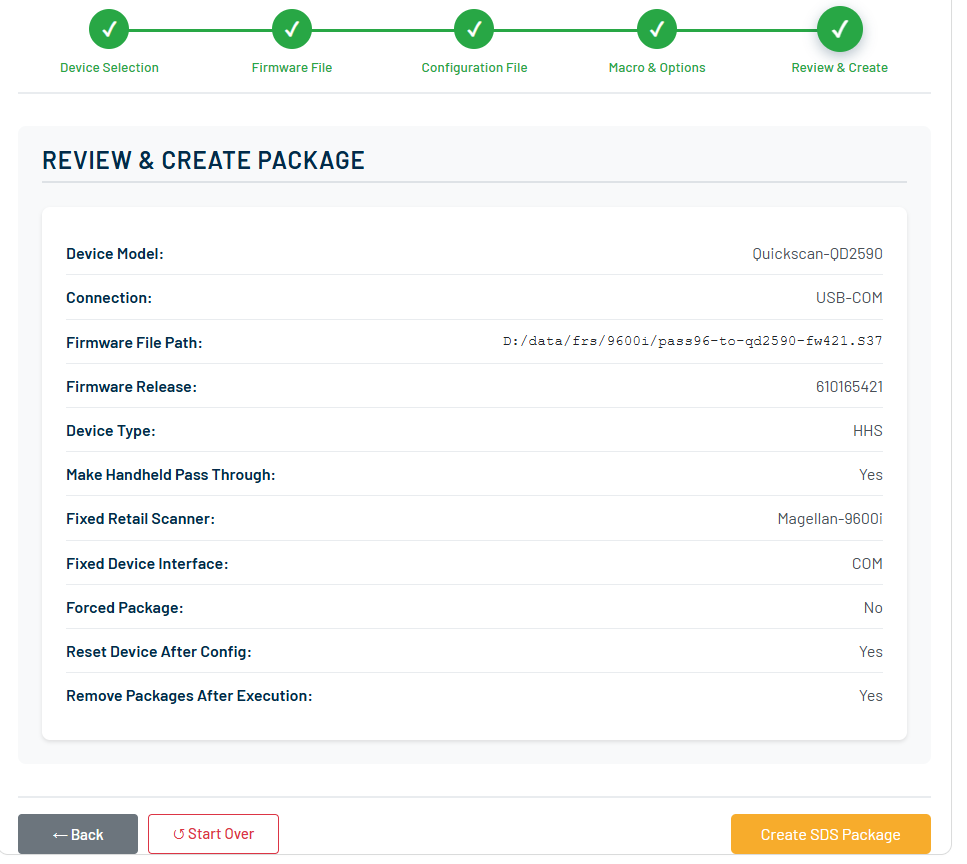 Device Selection
Firmware File
Configuration File
Macro & Options
Review & Create
REVIEW & CREATE PACKAGE
Device Model: Quickscan-QD2590
Connection: USB-COM
Firmware File Path: D:/data/frs/9600i/pass96-to-qd2590-fw421.S37
Firmware Release: 610165421
Device Type: HHS
Make Handheld Pass Through: Yes
Fixed Retail Scanner: Magellan-9600i
Fixed Device Interface: COM
Forced Package: No
Reset Device After Config: Yes
Remove Packages After Execution: Yes
← Back
↺ Start Over
Create SDS Package